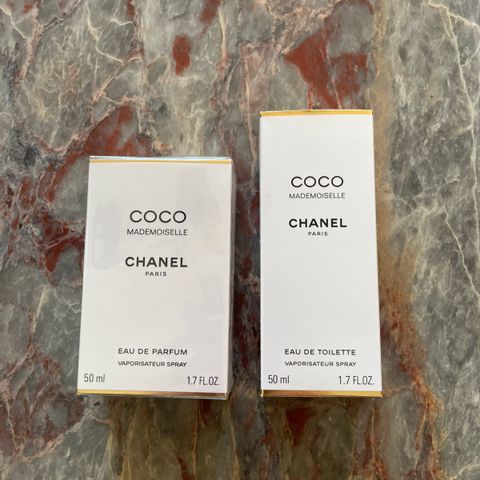 COCO
MADEMOISELLE
CHANEL
PARIS
EAU DE PARFUM
VAPORISATEUR SPRAY
50 ml 1.7 FL.OZ.
COCO
MADEMOISELLE
CHANEL
PARIS
EAU DE TOILETTE
VAPORISATEUR SPRAY
50 ml 1.7 FL.OZ.